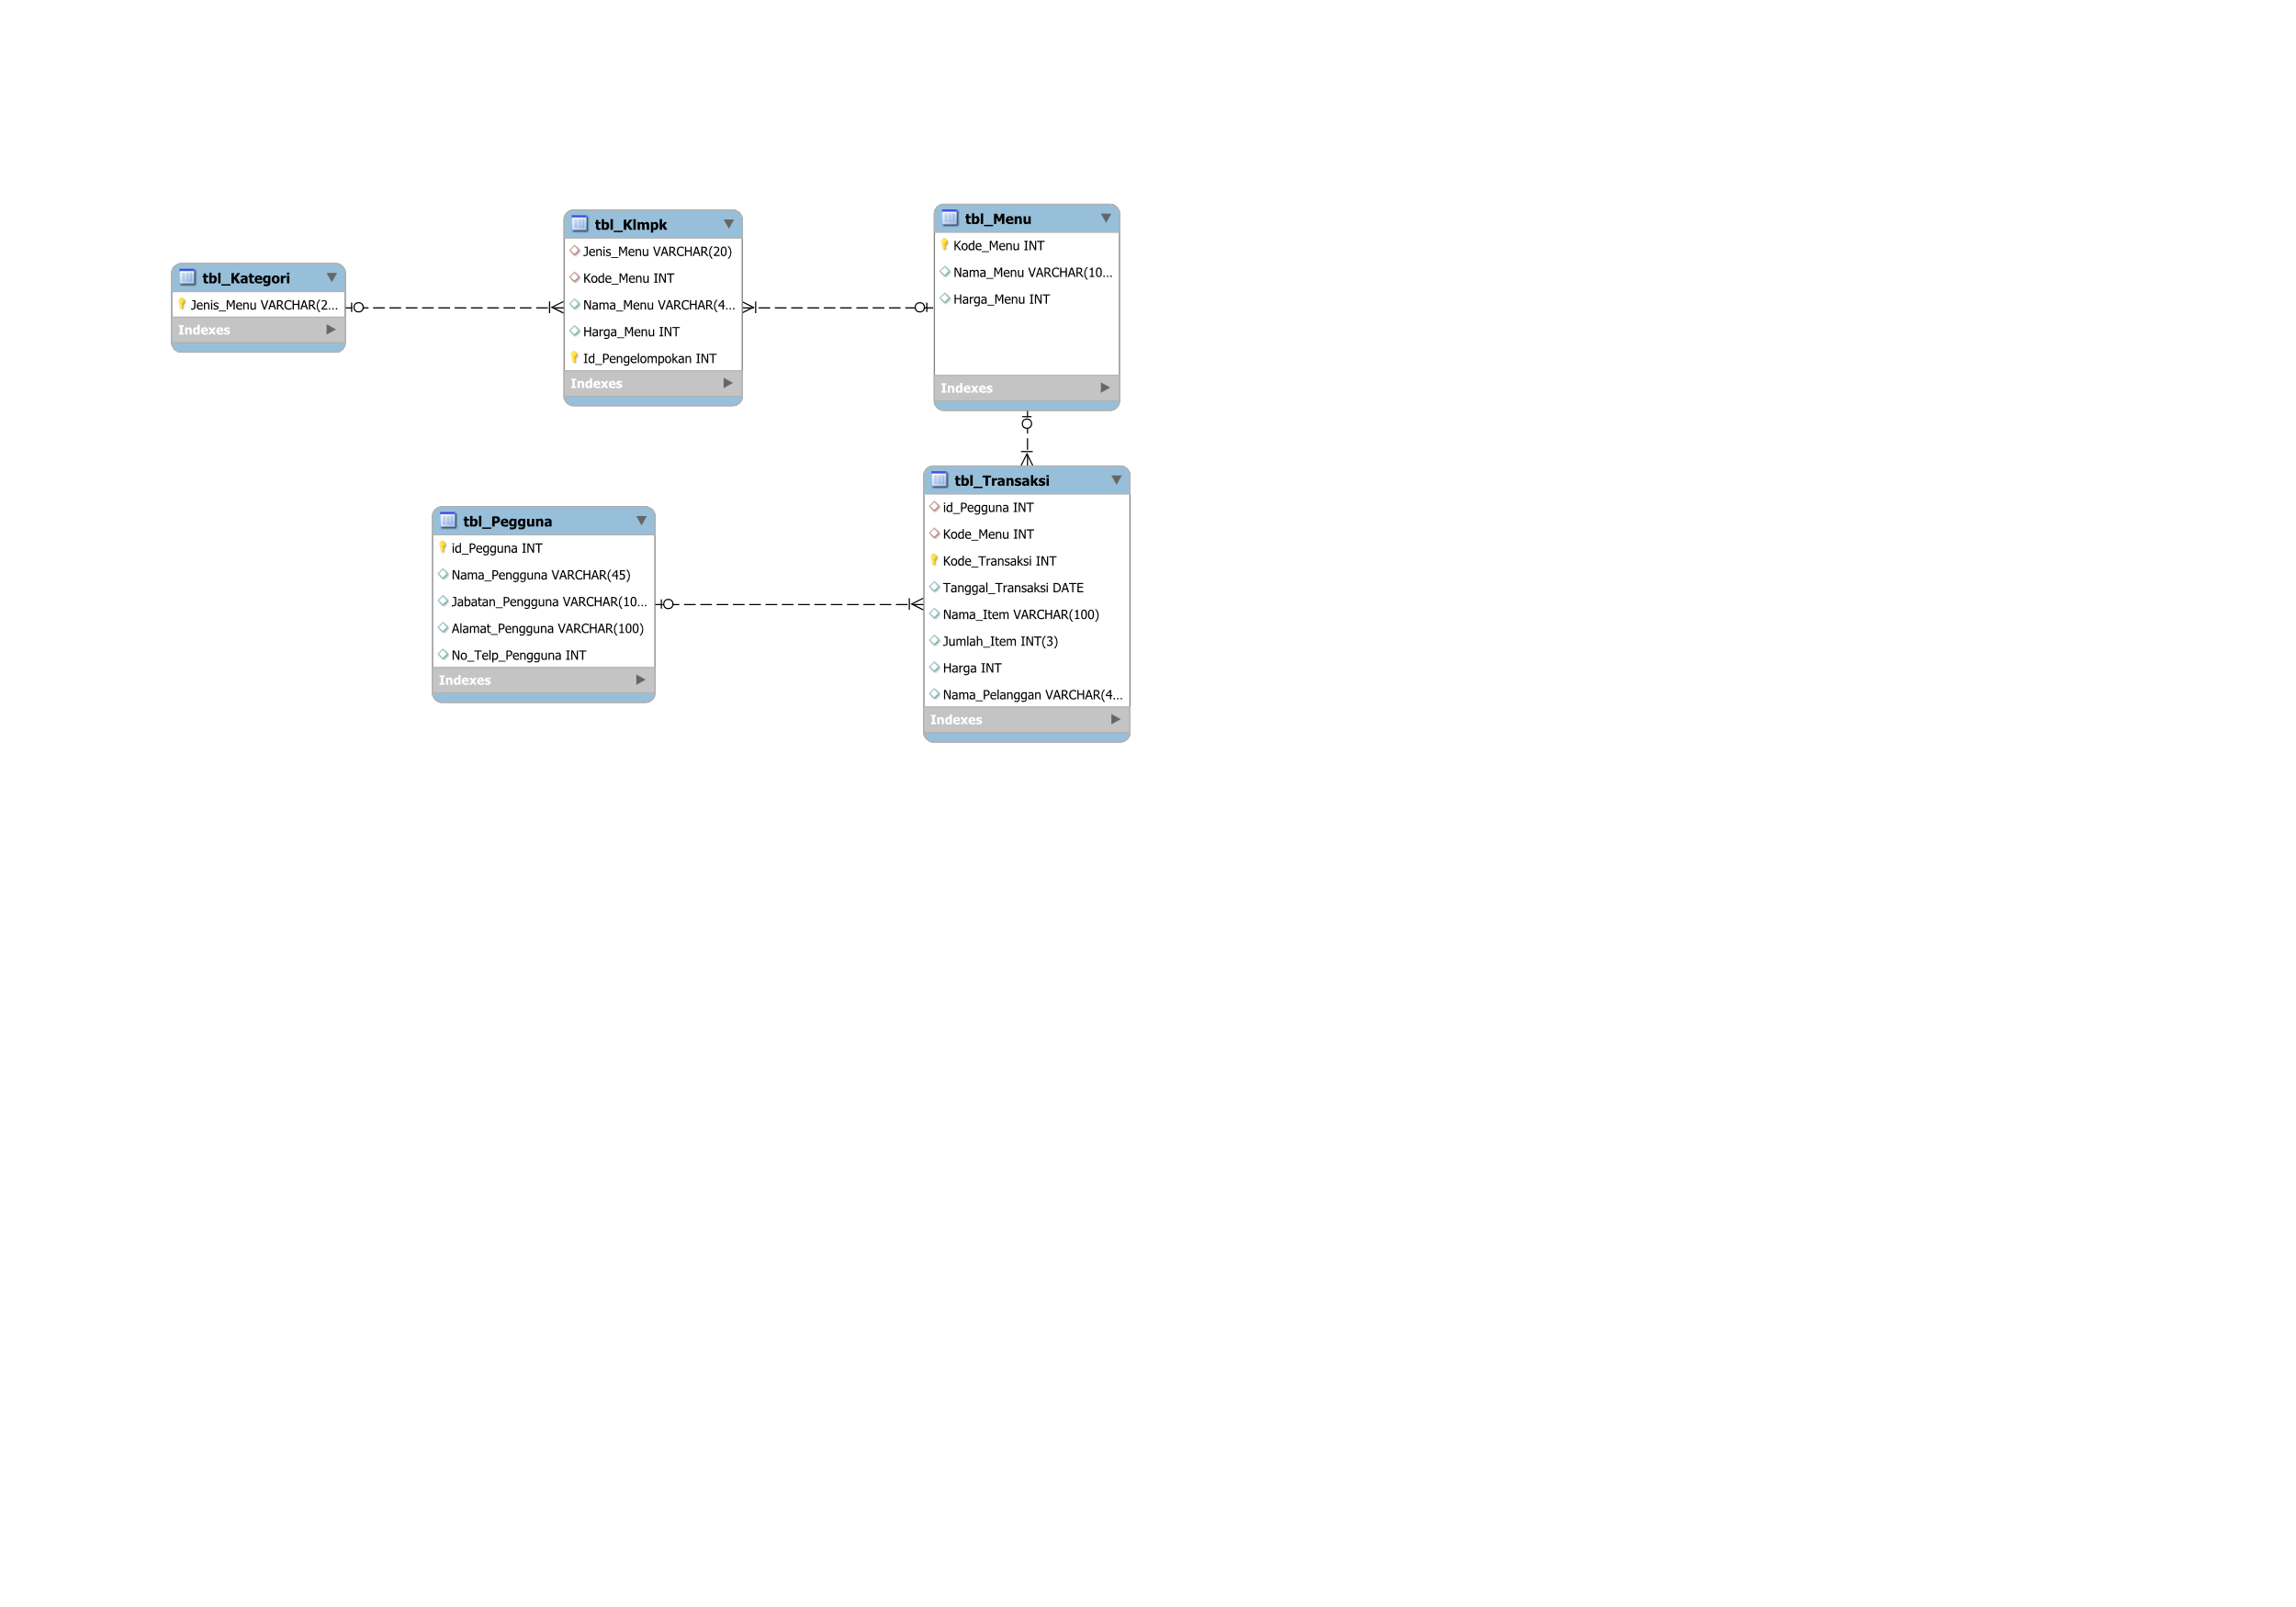 tbl_Kategori
Jenis_Menu VARCHAR(2...
Indexes
tbl_Klmpk
Jenis_Menu VARCHAR(20)
Kode_Menu INT
Nama_Menu VARCHAR(4...
Harga_Menu INT
Id_Pengelompokan INT
Indexes
tbl_Menu
Kode_Menu INT
Nama_Menu VARCHAR(10...
Harga_Menu INT
Indexes
tbl_Pegguna
id_Pegguna INT
Nama_Pengguna VARCHAR(45)
Jabatan_Pengguna VARCHAR(10...
Alamat_Pengguna VARCHAR(100)
No_Telp_Pengguna INT
Indexes
tbl_Transaksi
id_Pegguna INT
Kode_Menu INT
Kode_Transaksi INT
Tanggal_Transaksi DATE
Nama_Item VARCHAR(100)
Jumlah_Item INT(3)
Harga INT
Nama_Pelanggan VARCHAR(4...
Indexes